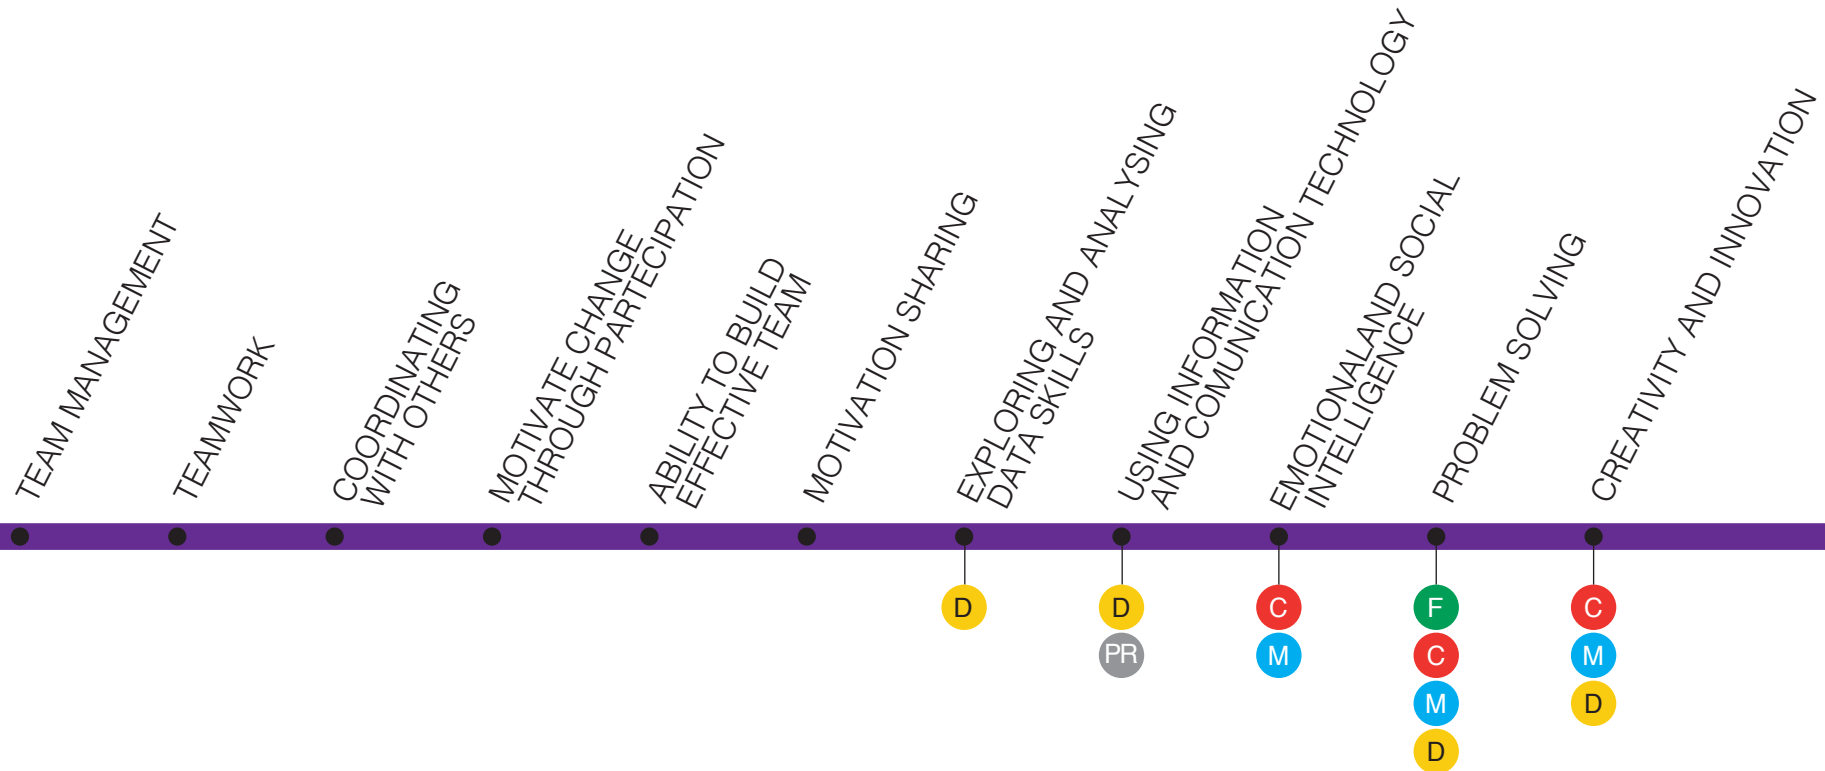 TEAM MANAGEMENT
TEAMWORK
COORDINATING
WITH OTHERS
MOTIVATE CHANGE
THROUGH PARTECIPATION
ABILITY TO BUILD
EFFECTIVE TEAM
MOTIVATION SHARING
EXPLORING AND ANALYSING
DATA SKILLS
USING INFORMATION
AND COMUNICATION TECHNOLOGY
EMOTIONALAND SOCIAL
INTELLIGENCE
PROBLEM SOLVING
CREATIVITY AND INNOVATION
D
D
PR
C
M
F
C
M
D
C
M
D